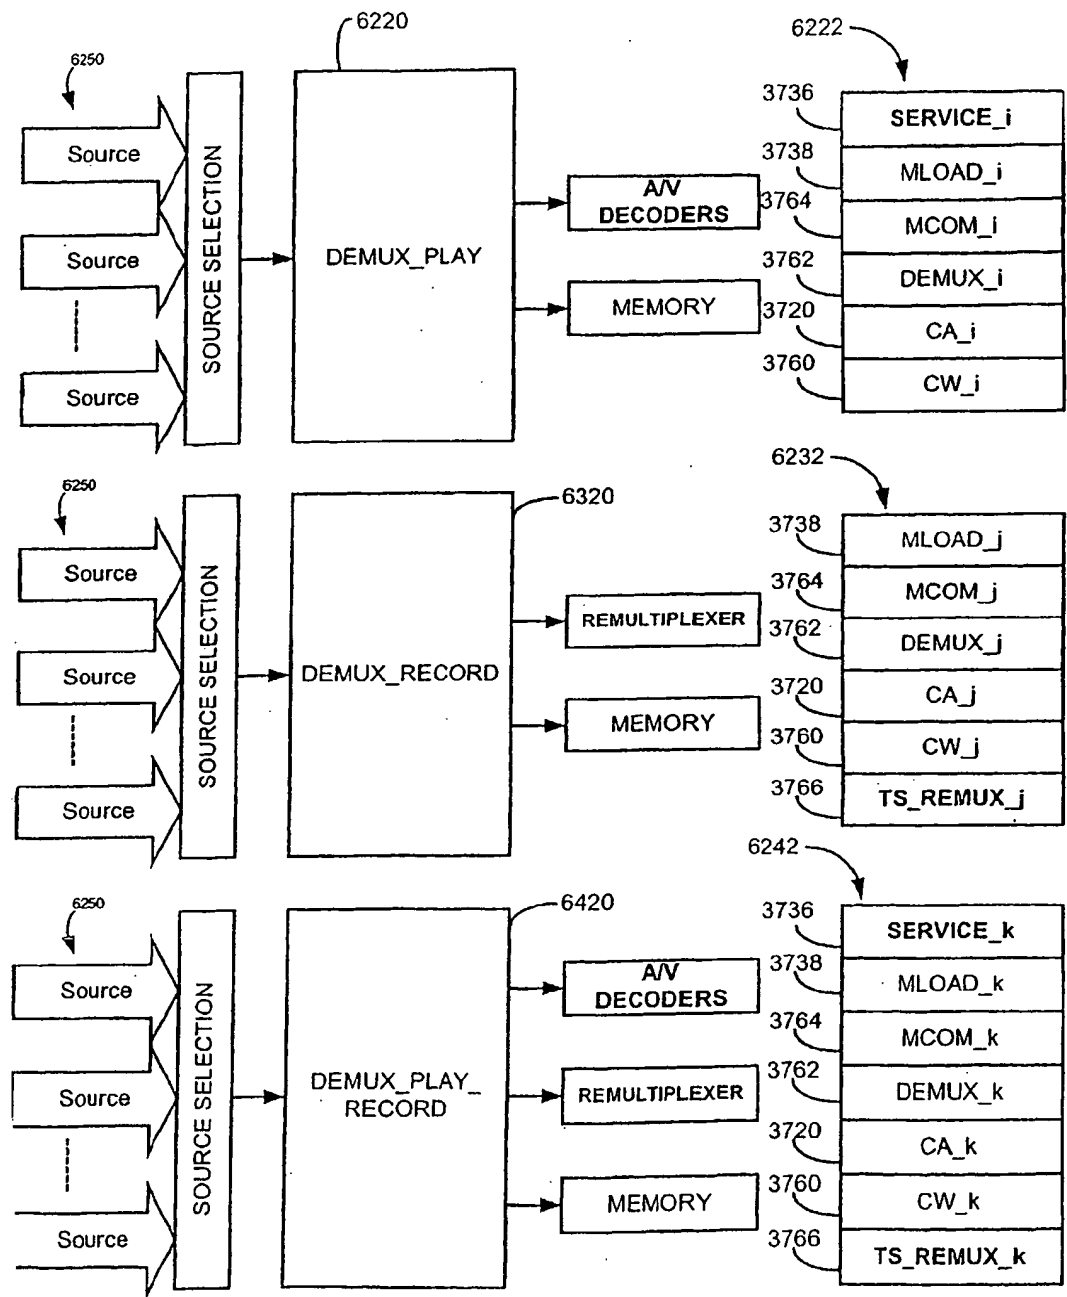 6220
6222
6250
3736
SERVICE_i
Source
SOURCE SELECTION
3738
MLOAD_i
A/V
DECODERS
3764
MCOM_i
Source
DEMUX_PLAY
3762
DEMUX_i
MEMORY
3720
CA_i
3760
Source
CW_i
6232
6250
6320
3738
MLOAD_j
Source
SOURCE SELECTION
3764
MCOM_j
REMULTIPLEXER
3762
DEMUX_j
Source
DEMUX_RECORD
3720
CA_j
MEMORY
3760
CW_j
Source
3766
TS_REMUX_j
6242
6250
6420
3736
SERVICE_k
Source
SOURCE SELECTION
A/V
DECODERS
3738
MLOAD_k
3764
MCOM_k
Source
DEMUX_PLAY_
RECORD
REMULTIPLEXER
3762
DEMUX_k
3720
CA_k
MEMORY
3760
CW_k
Source
3766
TS_REMUX_k